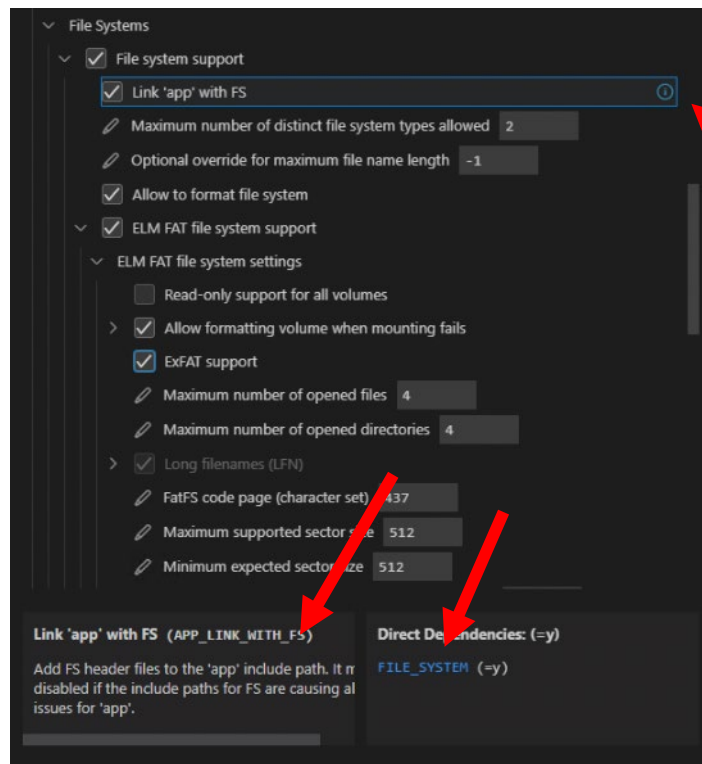 File Systems
File system support
Link 'app' with FS
Maximum number of distinct file system types allowed 2
Optional override for maximum file name length -1
Allow to format file system
ELM FAT file system support
ELM FAT file system settings
Read-only support for all volumes
Allow formatting volume when mounting fails
ExFAT support
Maximum number of opened files 4
Maximum number of opened directories 4
Long filenames (LFN)
FatFS code page (character set) 437
Maximum supported sector size 512
Minimum expected sector size 512
Link 'app' with FS (APP_LINK_WITH_FS)
Add FS header files to the 'app' include path. It
disabled if the include paths for FS are causing
issues for 'app'.
Direct Dependencies: (=y)
FILE_SYSTEM (=y)